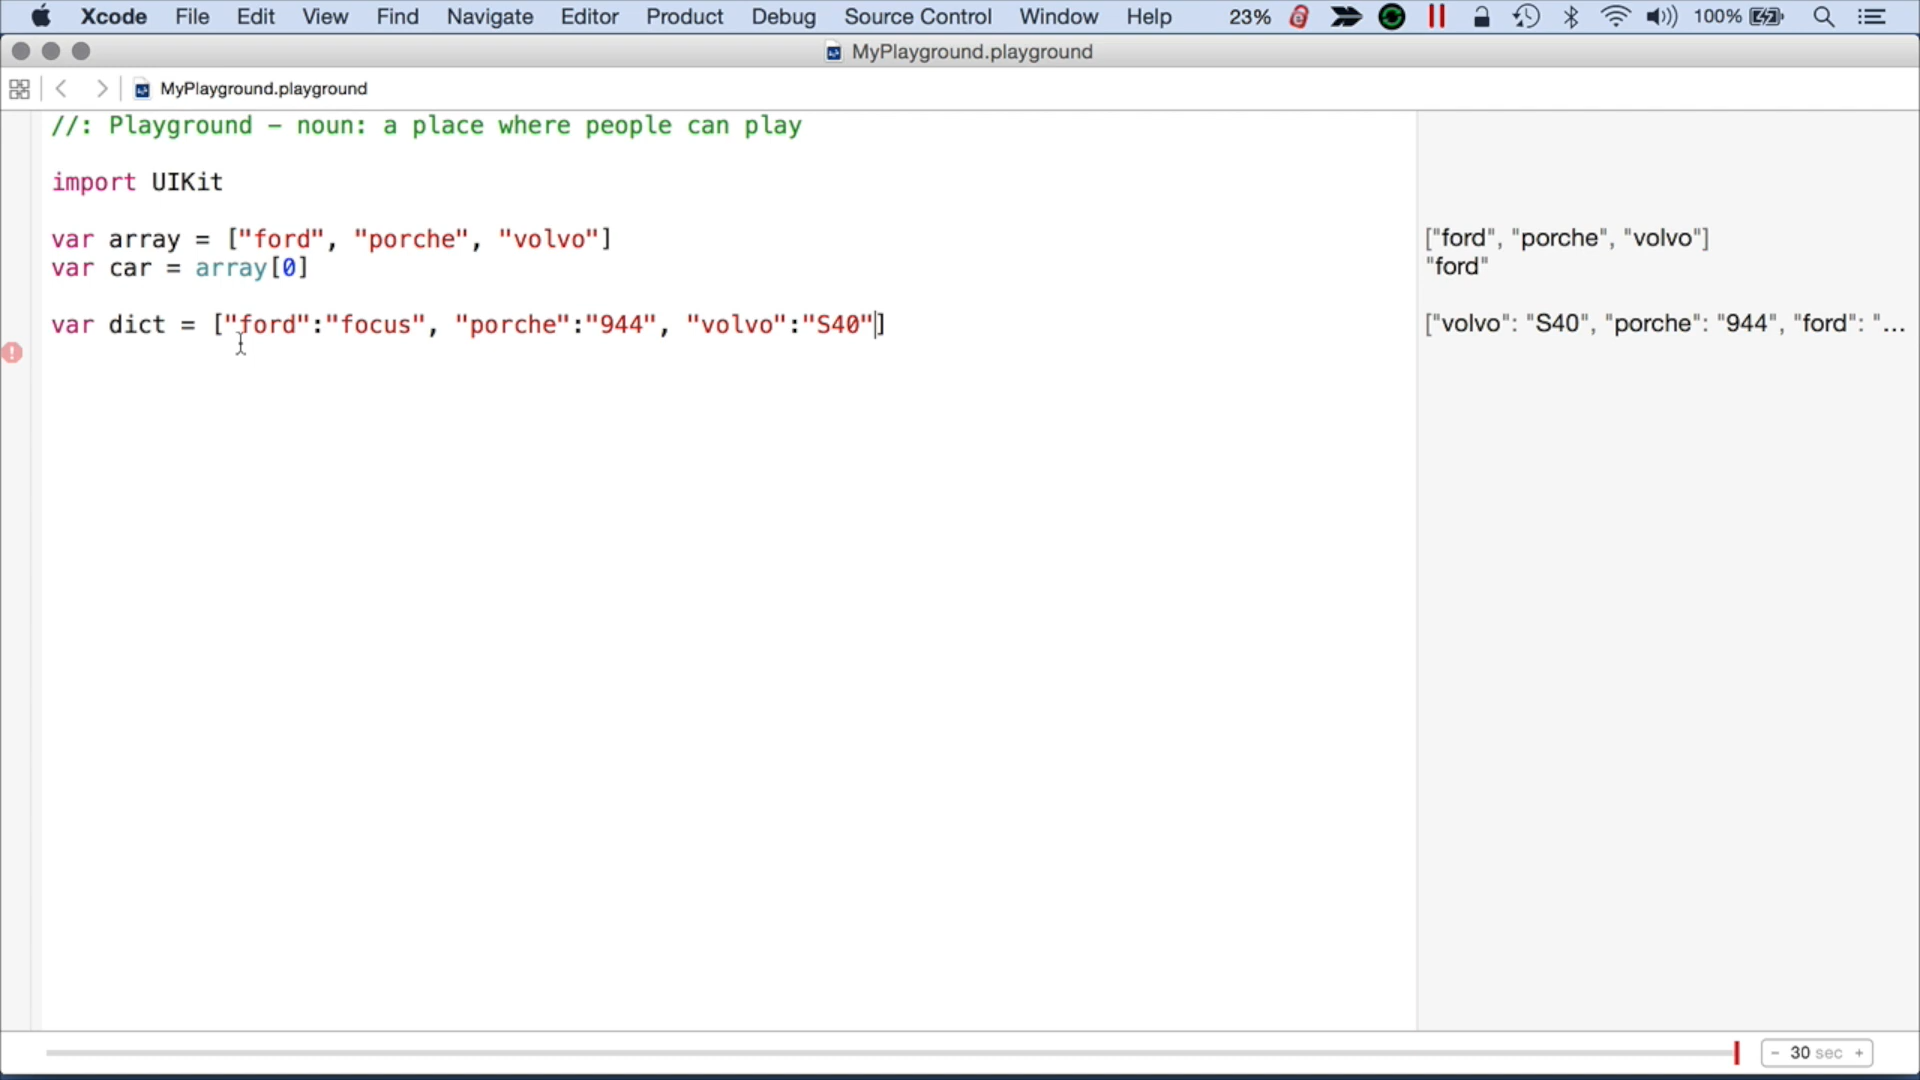 Xcode File Edit View Find Navigate Editor Product Debug Source Control Window Help 23% 100%
MyPlayground.playground
MyPlayground.playground
//: Playground - noun: a place where people can play
import UIKit
var array = ["ford", "porche", "volvo"]
["ford", "porche", "volvo"]
var car = array[0]
"ford"
var dict = ["ford":"focus", "porche":"944", "volvo":"S40"]
["volvo": "S40", "porche": "944", "ford": "...
- 30 sec +